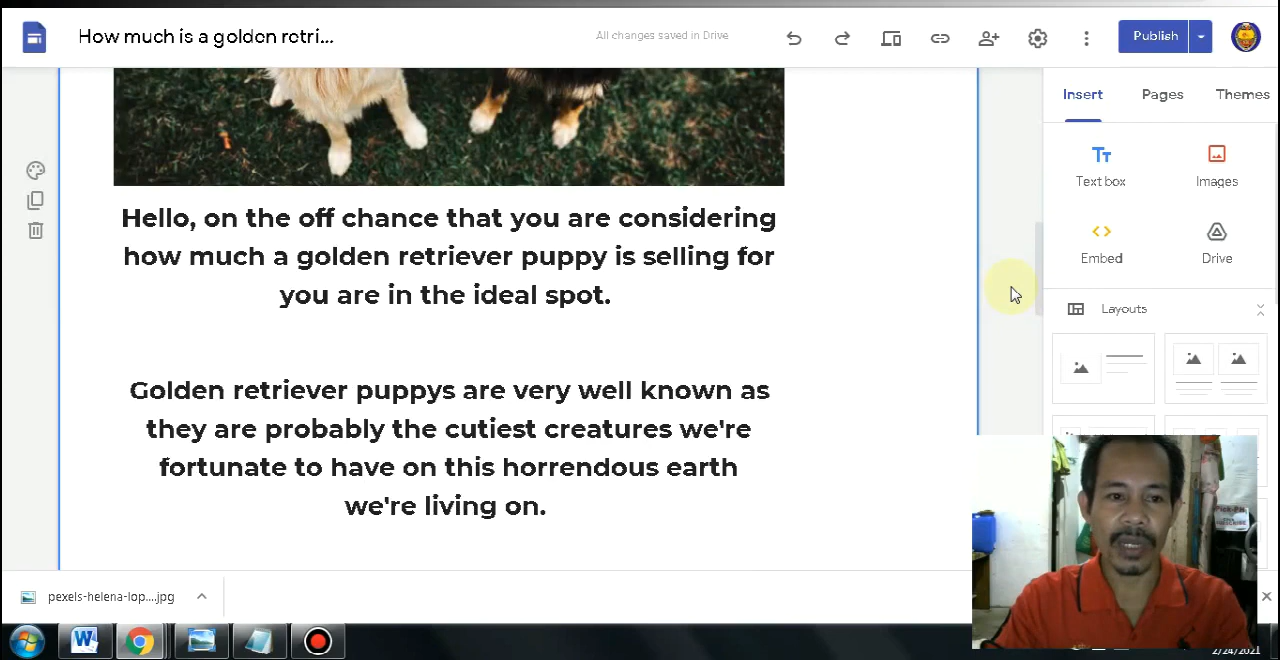 How much is a golden retri...
All changes saved in Drive
Publish
Insert
Pages
Themes
Text box
Images
Embed
Drive
Layouts
Hello, on the off chance that you are considering
how much a golden retriever puppy is selling for
you are in the ideal spot.
Golden retriever puppys are very well known as
they are probably the cutiest creatures we're
fortunate to have on this horrendous earth
we're living on.
pexels-helena-lop....jpg
2/24/2021